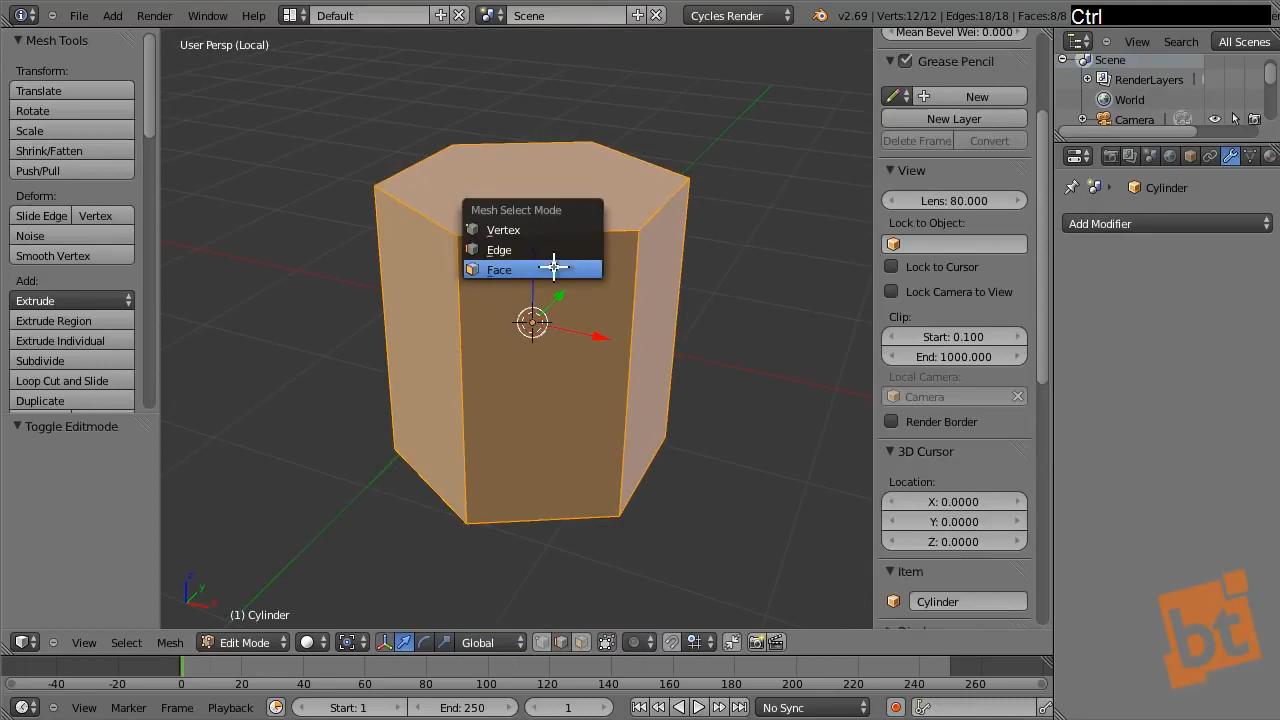 File Add Render Window Help Default Scene Cycles Render v2.69 | Verts:12/12 | Edges:18/18 | Faces:8/8
Ctrl
Mesh Tools
Transform:
Translate
Rotate
Scale
Shrink/Fatten
Push/Pull
Deform:
Slide Edge Vertex
Noise
Smooth Vertex
Add:
Extrude
Extrude Region
Extrude Individual
Subdivide
Loop Cut and Slide
Duplicate
Toggle Editmode
User Persp (Local)
Mesh Select Mode
Vertex
Edge
Face
z
y
x
(1) Cylinder
Mean Bevel Wei: 0.000
Grease Pencil
New
New Layer
Delete Frame Convert
View
Lens: 80.000
Lock to Object:
Lock to Cursor
Lock Camera to View
Clip:
Start: 0.100
End: 1000.000
Local Camera:
Camera
Render Border
3D Cursor
Location:
X: 0.0000
Y: 0.0000
Z: 0.0000
Item
Cylinder
View Search All Scenes
Scene
RenderLayers
World
Camera
Cylinder
Add Modifier
bt
View Select Mesh Edit Mode Global
-40 -20 0 20 40 60 80 100 120 140 160 180 200 220 240 260
View Marker Frame Playback Start: 1 End: 250 1 No Sync